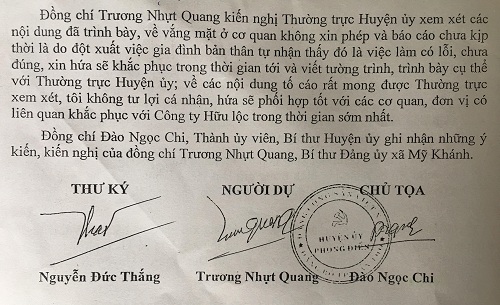 Đồng chí Trương Nhựt Quang kiến nghị Thường trực Huyện ủy xem xét các
nội dung đã trình bày, về vắng mặt ở cơ quan không xin phép và báo cáo chưa kịp
thời là do đột xuất việc gia đình bản thân tự nhận thấy đó là việc làm có lỗi, chưa
đúng, xin hứa sẽ khắc phục trong thời gian tới và viết tường trình, trình bày cụ thể
với Thường trực Huyện ủy; về các nội dung tố cáo rất mong được Thường trực
xem xét, tôi không tư lợi cá nhân, hứa sẽ phối hợp tốt với các cơ quan, đơn vị có
liên quan khắc phục với Công ty Hữu lộc trong thời gian sớm nhất.
Đồng chí Đào Ngọc Chi, Thành ủy viên, Bí thư Huyện ủy ghi nhận những ý
kiến, kiến nghị của đồng chí Trương Nhựt Quang, Bí thư Đảng ủy xã Mỹ Khánh.
THƯ KÝ NGƯỜI DỰ CHỦ TỌA
ĐẢNG CỘNG SẢN VIỆT NAM
HUYỆN ỦY
PHONG ĐIỀN
Nguyễn Đức Thắng Trương Nhựt Quang Đào Ngọc Chi